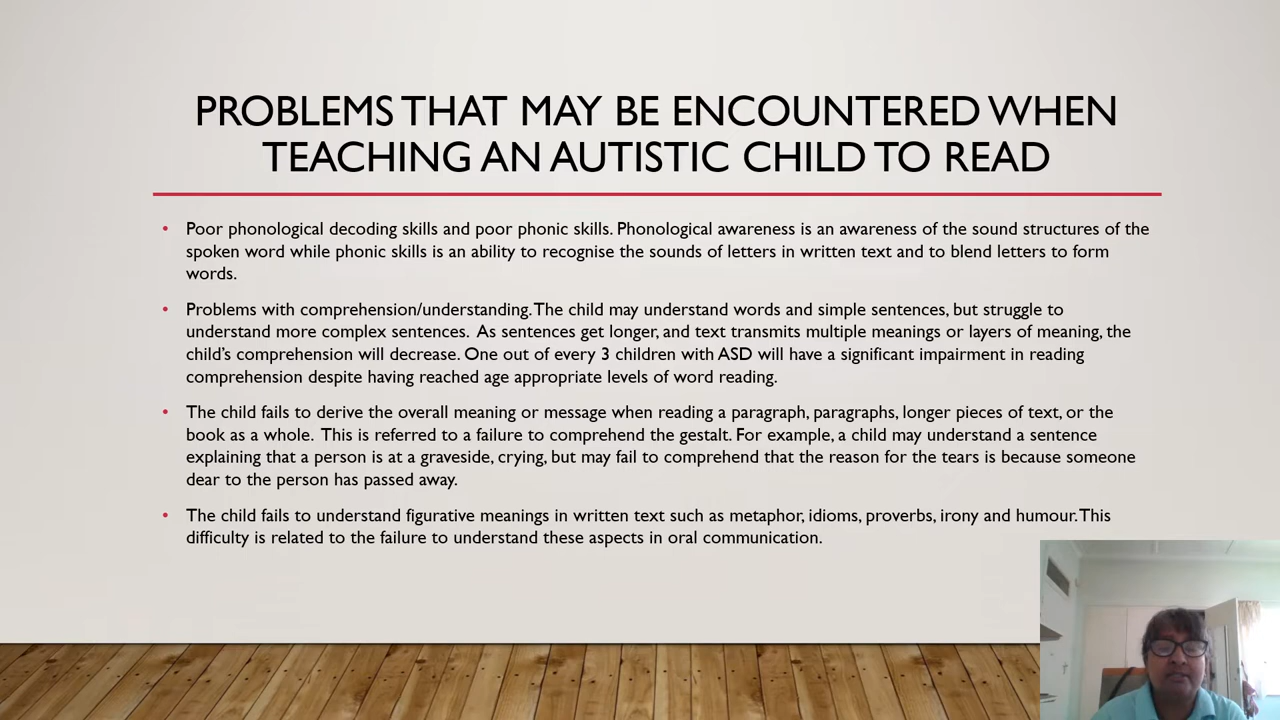 PROBLEMS THAT MAY BE ENCOUNTERED WHEN
TEACHING AN AUTISTIC CHILD TO READ
• Poor phonological decoding skills and poor phonic skills. Phonological awareness is an awareness of the sound structures of the
spoken word while phonic skills is an ability to recognise the sounds of letters in written text and to blend letters to form
words.
• Problems with comprehension/understanding. The child may understand words and simple sentences, but struggle to
understand more complex sentences. As sentences get longer, and text transmits multiple meanings or layers of meaning, the
child's comprehension will decrease. One out of every 3 children with ASD will have a significant impairment in reading
comprehension despite having reached age appropriate levels of word reading.
• The child fails to derive the overall meaning or message when reading a paragraph, paragraphs, longer pieces of text, or the
book as a whole. This is referred to a failure to comprehend the gestalt. For example, a child may understand a sentence
explaining that a person is at a graveside, crying, but may fail to comprehend that the reason for the tears is because someone
dear to the person has passed away.
• The child fails to understand figurative meanings in written text such as metaphor, idioms, proverbs, irony and humour. This
difficulty is related to the failure to understand these aspects in oral communication.